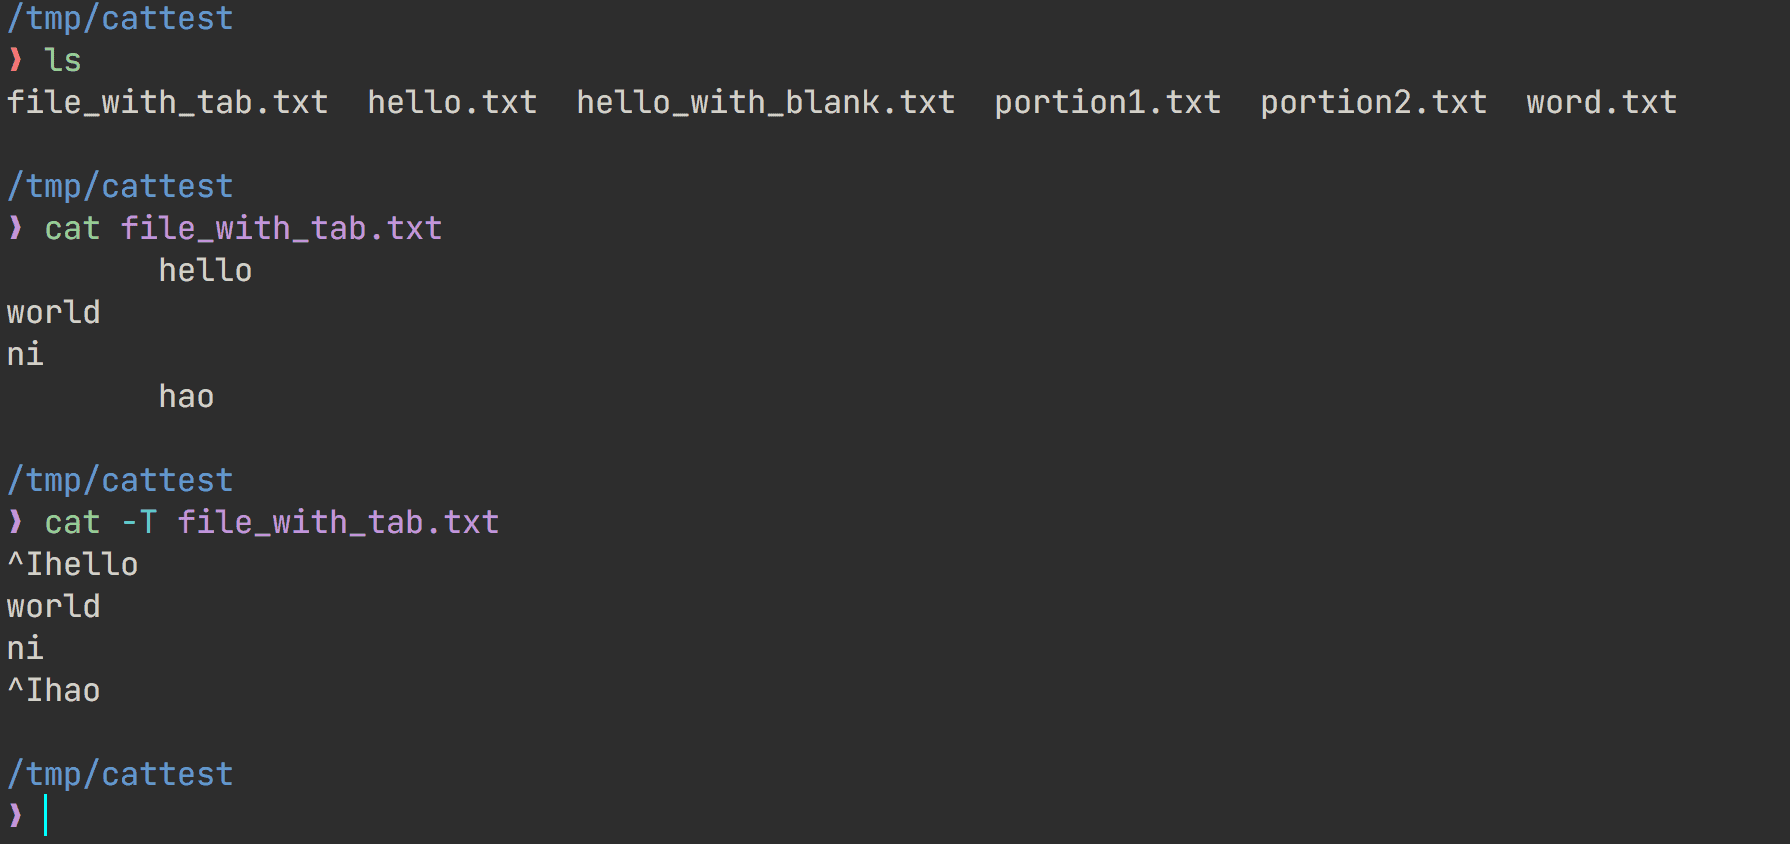 /tmp/cattest
❯ ls
file_with_tab.txt  hello.txt  hello_with_blank.txt  portion1.txt  portion2.txt  word.txt
/tmp/cattest
❯ cat file_with_tab.txt
        hello
world
ni
        hao
/tmp/cattest
❯ cat -T file_with_tab.txt
^Ihello
world
ni
^Ihao
/tmp/cattest
❯